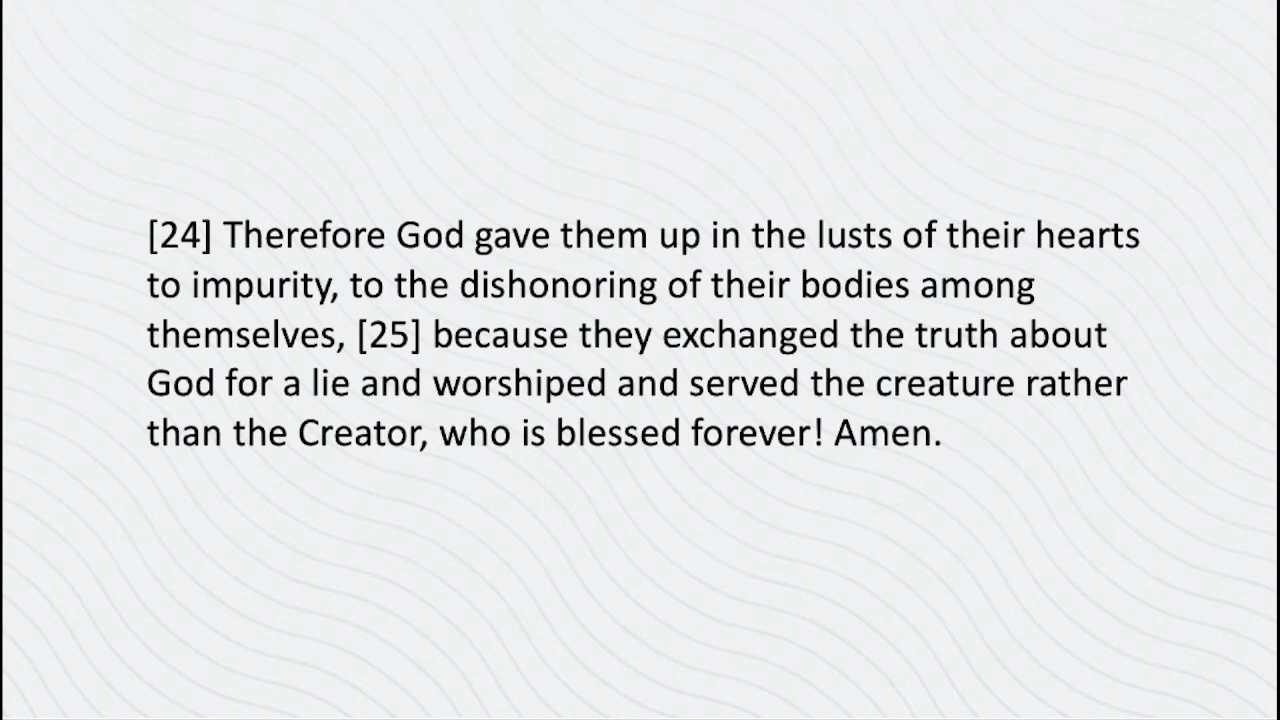 [24] Therefore God gave them up in the lusts of their hearts
to impurity, to the dishonoring of their bodies among
themselves, [25] because they exchanged the truth about
God for a lie and worshiped and served the creature rather
than the Creator, who is blessed forever! Amen.